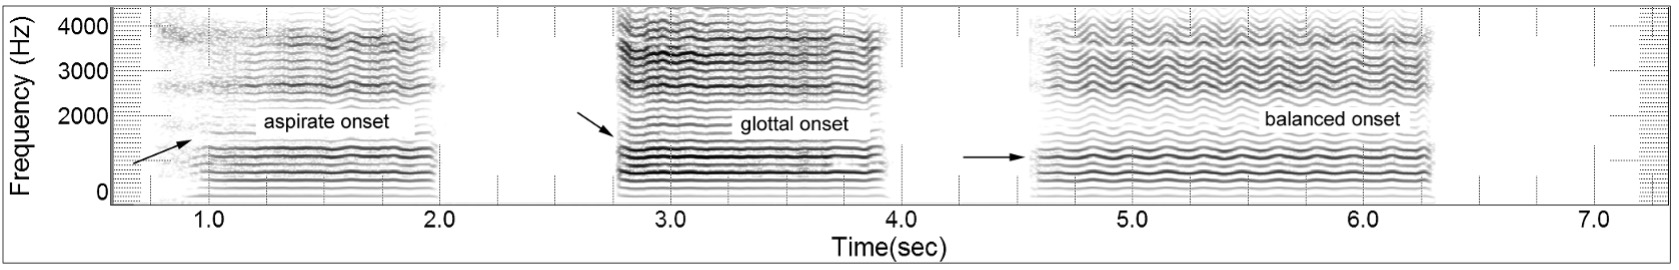 Frequency (Hz)
4000
3000
2000
0
aspirate onset
glottal onset
balanced onset
1.0 2.0 3.0 4.0 5.0 6.0 7.0
Time(sec)